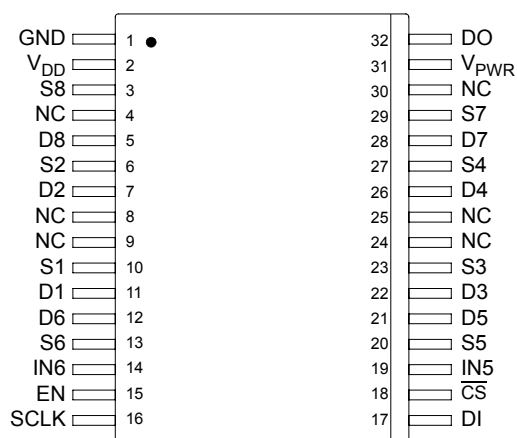 GND 1 32 DO
VDD 2 31 VPWR
S8 3 30 NC
NC 4 29 S7
D8 5 28 D7
S2 6 27 S4
D2 7 26 D4
NC 8 25 NC
NC 9 24 NC
S1 10 23 S3
D1 11 22 D3
D6 12 21 D5
S6 13 20 S5
IN6 14 19 IN5
EN 15 18 C̅S̅
SCLK 16 17 DI